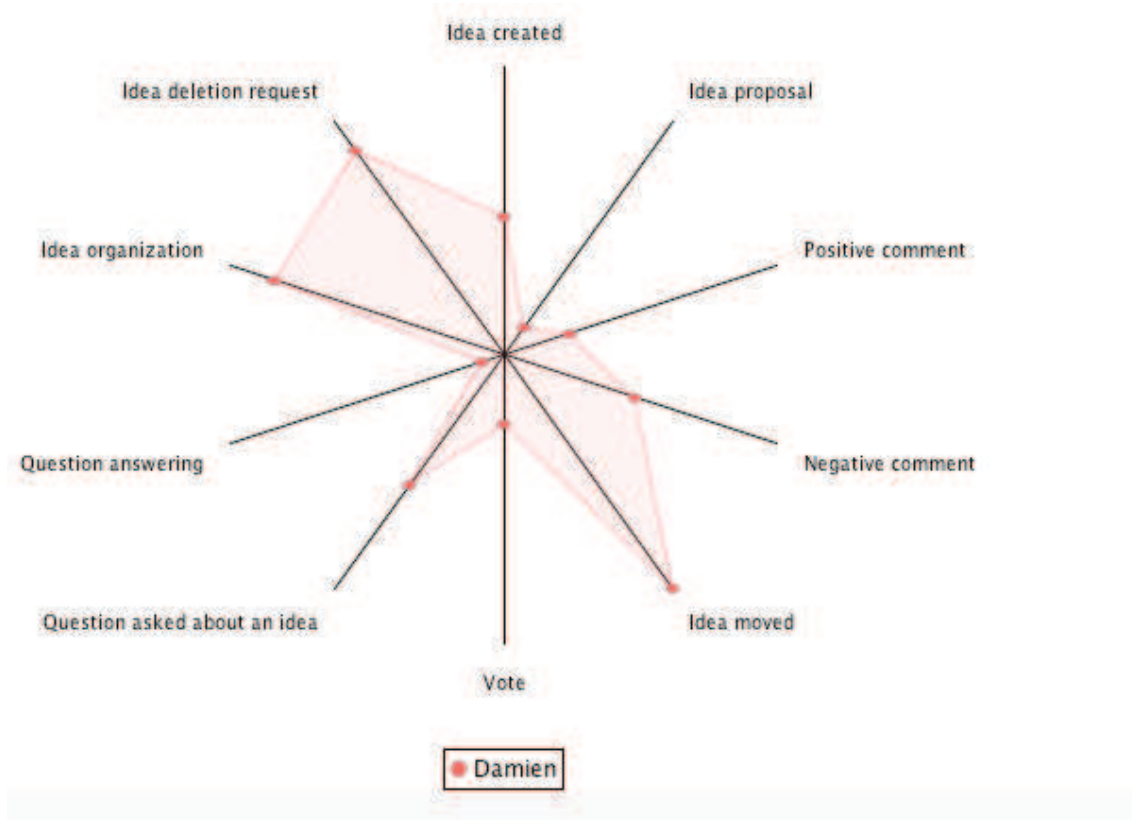 Idea created
Idea deletion request
Idea proposal
Idea organization
Positive comment
Question answering
Negative comment
Question asked about an idea
Idea moved
Vote
Damien